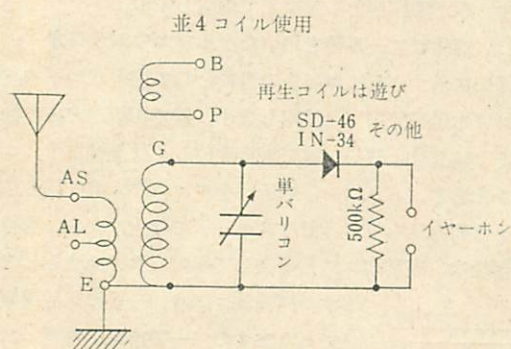 並4コイル使用
B
P
再生コイルは遊び
SD-46
IN-34
その他
G
AS
AL
E
単バリコン
500kΩ
イヤーホン